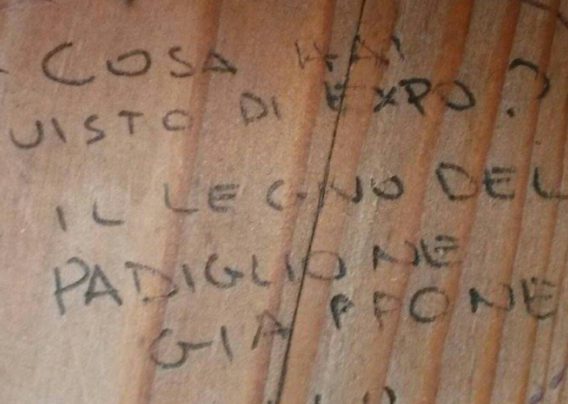 - COSA HAI
VISTO DI EXPO?
IL LEGNO DEL
PADIGLIONE
GIAPPONE